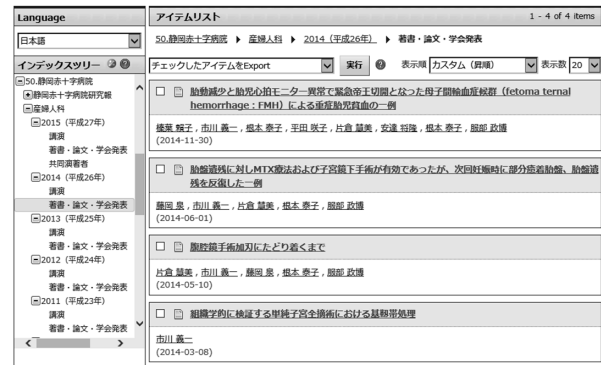 Language
日本語
インデックスツリー
50.静岡赤十字病院
静岡赤十字病院研究報
産婦人科
2015（平成27年）
講演
著書・論文・学会発表
共同演著者
2014（平成26年）
講演
著書・論文・学会発表
2013（平成25年）
講演
著書・論文・学会発表
2012（平成24年）
講演
著書・論文・学会発表
2011（平成23年）
講演
著書・論文・学会発表
アイテムリスト 1 - 4 of 4 items
50.静岡赤十字病院 ▶ 産婦人科 ▶ 2014（平成26年） ▶ 著書・論文・学会発表
チェックしたアイテムをExport 実行 表示順 カスタム（昇順） 表示数 20
胎動減少と胎児心拍モニター異常で緊急帝王切開となった母子間輸血症候群（fetoma ternal
hemorrhage：FMH）による重症胎児貧血の一例
榛葉 頼子 , 市川 義一 , 根本 泰子 , 平田 咲子 , 片倉 慧美 , 安達 将隆 , 根本 泰子 , 服部 政博
(2014-11-30)
胎盤遺残に対しMTX療法および子宮鏡下手術が有効であったが、次回妊娠時に部分癒着胎盤、胎盤遺
残を反復した一例
藤岡 泉 , 市川 義一 , 片倉 慧美 , 根本 泰子 , 服部 政博
(2014-06-01)
腹腔鏡手術加刃にたどり着くまで
片倉 慧美 , 市川 義一 , 藤岡 泉 , 根本 泰子 , 服部 政博
(2014-05-10)
組織学的に検証する単純子宮全摘術における基靱帯処理
市川 義一
(2014-03-08)